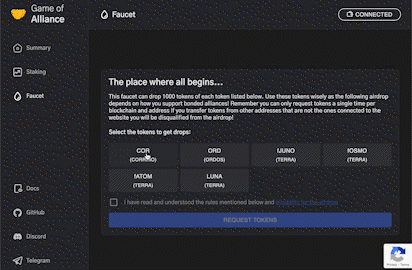 Game of
Alliance
Faucet
CONNECTED
Summary
Staking
Faucet
The place where all begins...
This faucet can drop 1000 tokens of each token listed below. Use these tokens wisely as the following airdrop
depends on how you support bonded alliances! Remember you can only request tokens a single time per
blockchain and address if you transfer tokens from other addresses that are not the ones connected to the
website you will be disqualified from the airdrop!
Select the tokens to get drops:
COR
ORD
IJUNO
IOSMO
(CORRINO)
(ORDOS)
(TERRA)
(TERRA)
IATOM
LUNA
(TERRA)
(TERRA)
I have read and understood the rules mentioned below and
REQUEST TOKENS
Docs
GitHub
Discord
Telegram
Privacy - Terms